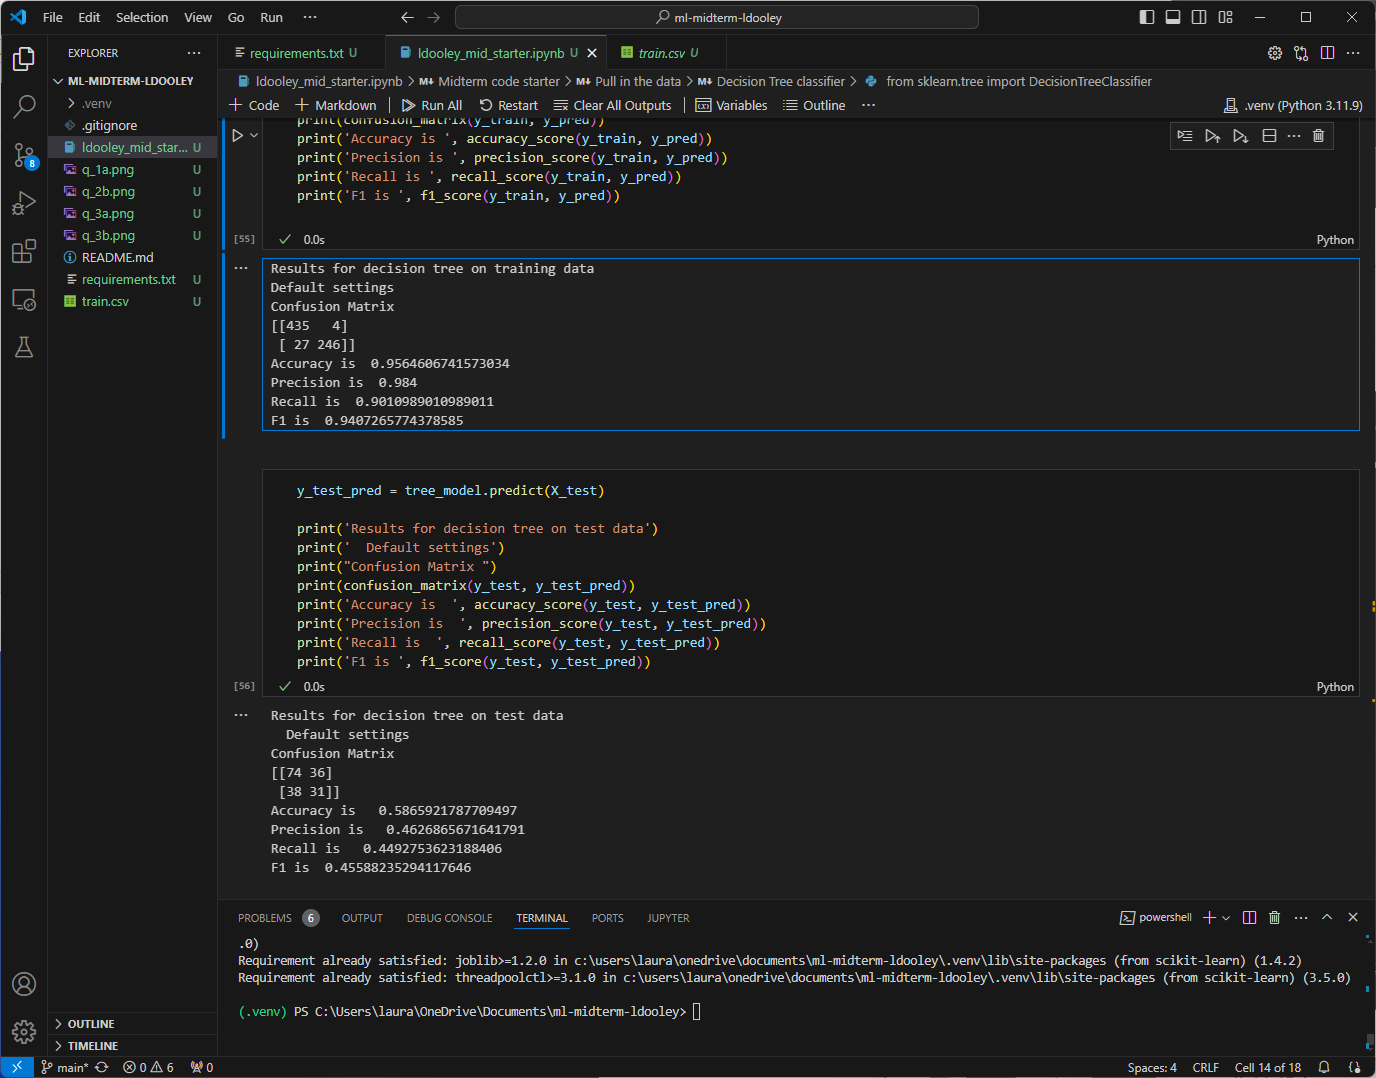 File Edit Selection View Go Run ··· ml-midterm-ldooley
EXPLORER ···
ML-MIDTERM-LDOOLEY
.venv
.gitignore
ldooley_mid_star... U
q_1a.png U
q_2b.png U
q_3a.png U
q_3b.png U
README.md
requirements.txt U
train.csv U
OUTLINE
TIMELINE
requirements.txt U ldooley_mid_starter.ipynb U train.csv U
ldooley_mid_starter.ipynb > M↓ Midterm code starter > M↓ Pull in the data > M↓ Decision Tree classifier > from sklearn.tree import DecisionTreeClassifier
+ Code + Markdown | Run All Restart Clear All Outputs | Variables Outline ··· .venv (Python 3.11.9)
print(confusion_matrix(y_train, y_pred))
print('Accuracy is ', accuracy_score(y_train, y_pred))
print('Precision is ', precision_score(y_train, y_pred))
print('Recall is ', recall_score(y_train, y_pred))
print('F1 is ', f1_score(y_train, y_pred))
[55] 0.0s Python
Results for decision tree on training data
Default settings
Confusion Matrix
[[435   4]
 [ 27 246]]
Accuracy is  0.9564606741573034
Precision is  0.984
Recall is  0.9010989010989011
F1 is  0.9407265774378585
y_test_pred = tree_model.predict(X_test)
print('Results for decision tree on test data')
print('  Default settings')
print("Confusion Matrix ")
print(confusion_matrix(y_test, y_test_pred))
print('Accuracy is  ', accuracy_score(y_test, y_test_pred))
print('Precision is  ', precision_score(y_test, y_test_pred))
print('Recall is  ', recall_score(y_test, y_test_pred))
print('F1 is ', f1_score(y_test, y_test_pred))
[56] 0.0s Python
Results for decision tree on test data
  Default settings
Confusion Matrix
[[74 36]
 [38 31]]
Accuracy is   0.5865921787709497
Precision is   0.4626865671641791
Recall is   0.4492753623188406
F1 is  0.45588235294117646
PROBLEMS 6 OUTPUT DEBUG CONSOLE TERMINAL PORTS JUPYTER powershell
.0)
Requirement already satisfied: joblib>=1.2.0 in c:\users\laura\onedrive\documents\ml-midterm-ldooley\.venv\lib\site-packages (from scikit-learn) (1.4.2)
Requirement already satisfied: threadpoolctl>=3.1.0 in c:\users\laura\onedrive\documents\ml-midterm-ldooley\.venv\lib\site-packages (from scikit-learn) (3.5.0)
(.venv) PS C:\Users\laura\OneDrive\Documents\ml-midterm-ldooley>
8
main* 0 6 0 Spaces: 4 CRLF Cell 14 of 18